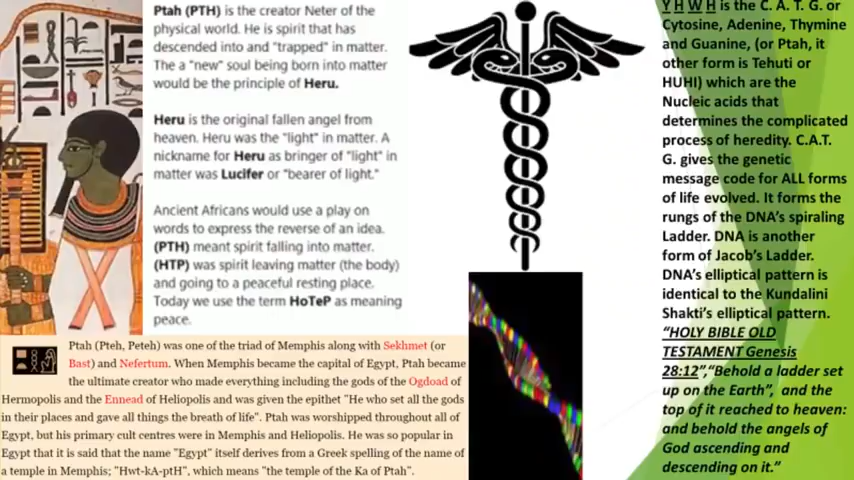 Ptah (PTH) is the creator Neter of the
physical world. He is spirit that has
descended into and "trapped" in matter.
The a "new" soul being born into matter
would be the principle of Heru.
Heru is the original fallen angel from
heaven. Heru was the "light" in matter. A
nickname for Heru as bringer of "light" in
matter was Lucifer or "bearer of light."
Ancient Africans would use a play on
words to express the reverse of an idea.
(PTH) meant spirit falling into matter.
(HTP) was spirit leaving matter (the body)
and going to a peaceful resting place.
Today we use the term HoTeP as meaning
peace.
Ptah (Pteh, Peteh) was one of the triad of Memphis along with Sekhmet (or
Bast) and Nefertum. When Memphis became the capital of Egypt, Ptah became
the ultimate creator who made everything including the gods of the Ogdoad of
Hermopolis and the Ennead of Heliopolis and was given the epithet "He who set all the gods
in their places and gave all things the breath of life". Ptah was worshipped throughout all of
Egypt, but his primary cult centres were in Memphis and Heliopolis. He was so popular in
Egypt that it is said that the name "Egypt" itself derives from a Greek spelling of the name of
a temple in Memphis; "Hwt-kA-ptH", which means "the temple of the Ka of Ptah".
Y H W H is the C. A. T. G. or
Cytosine, Adenine, Thymine
and Guanine, (or Ptah, it
other form is Tehuti or
HUHI) which are the
Nucleic acids that
determines the complicated
process of heredity. C.A.T.
G. gives the genetic
message code for ALL forms
of life evolved. It forms the
rungs of the DNA's spiraling
Ladder. DNA is another
form of Jacob's Ladder.
DNA's elliptical pattern is
identical to the Kundalini
Shakti's elliptical pattern.
"HOLY BIBLE OLD
TESTAMENT Genesis
28:12","Behold a ladder set
up on the Earth", and the
top of it reached to heaven:
and behold the angels of
God ascending and
descending on it."